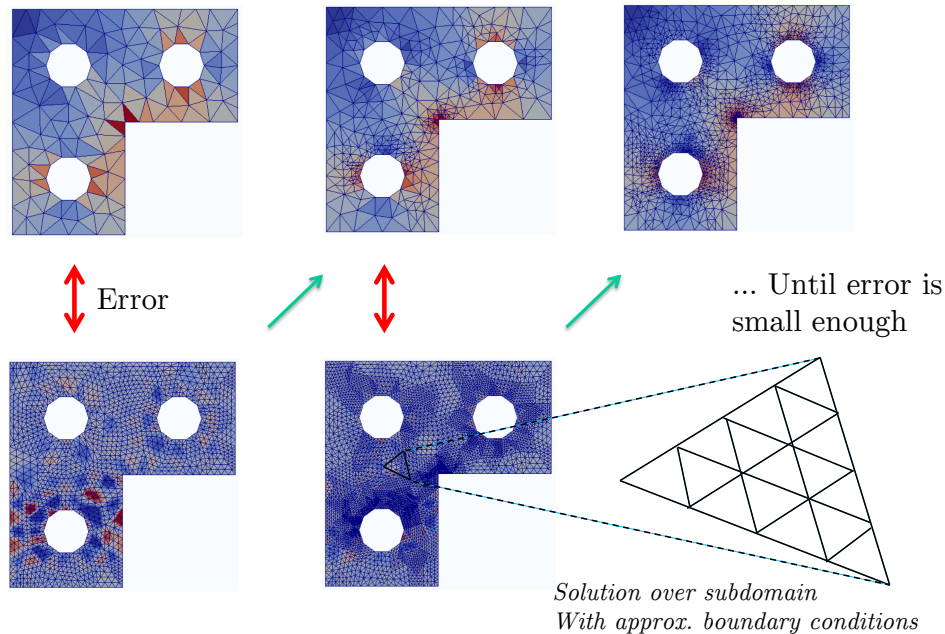 Error
... Until error is
small enough
Solution over subdomain
With approx. boundary conditions